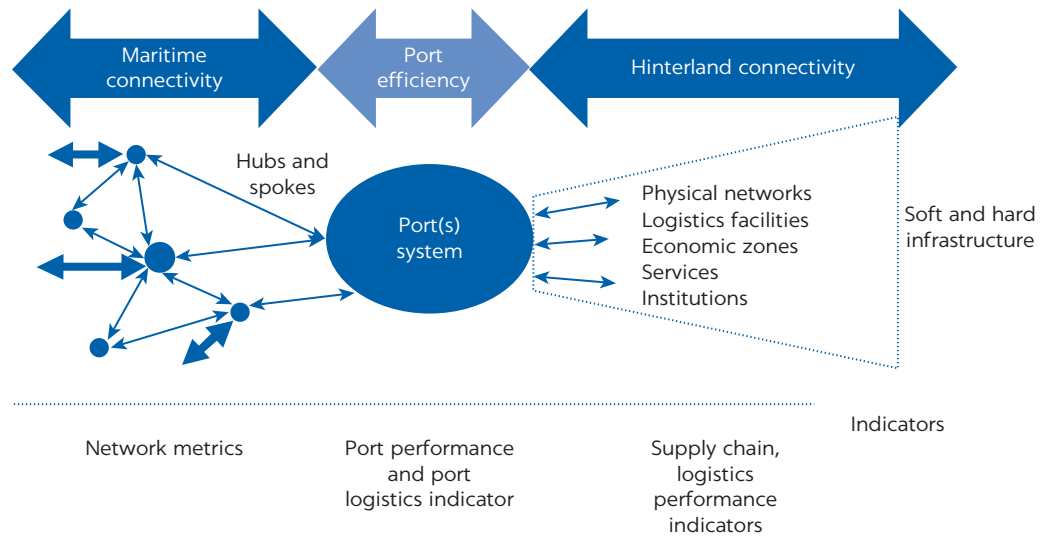 Maritime
connectivity
Port
efficiency
Hinterland connectivity
Hubs and
spokes
Port(s)
system
Physical networks
Logistics facilities
Economic zones
Services
Institutions
Soft and hard
infrastructure
Indicators
Network metrics
Port performance
and port
logistics indicator
Supply chain,
logistics
performance
indicators